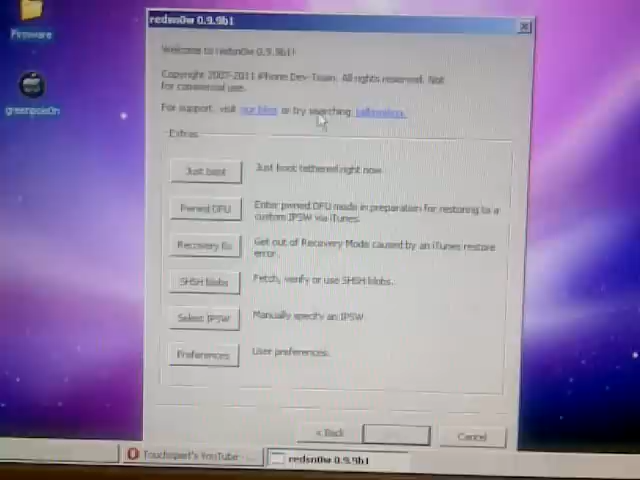 redsn0w 0.9.9b1
Firmware
greenpois0n
Welcome to redsn0w 0.9.9b1!
Copyright 2007-2011 iPhone Dev-Team. All rights reserved. Not
for commercial use.
For support, visit our blog or try searching
Extras
Just boot
Just boot tethered right now
Pwned DFU
Enter pwned DFU mode in preparation for restoring to a
custom IPSW via iTunes.
Recovery fix
Get out of Recovery Mode caused by an iTunes restore
error.
SHSH blobs
Fetch, verify or use SHSH blobs.
Select IPSW
Manually specify an IPSW
Preferences
User preferences.
< Back
Cancel
YouTube - ...
redsn0w 0.9.9b1